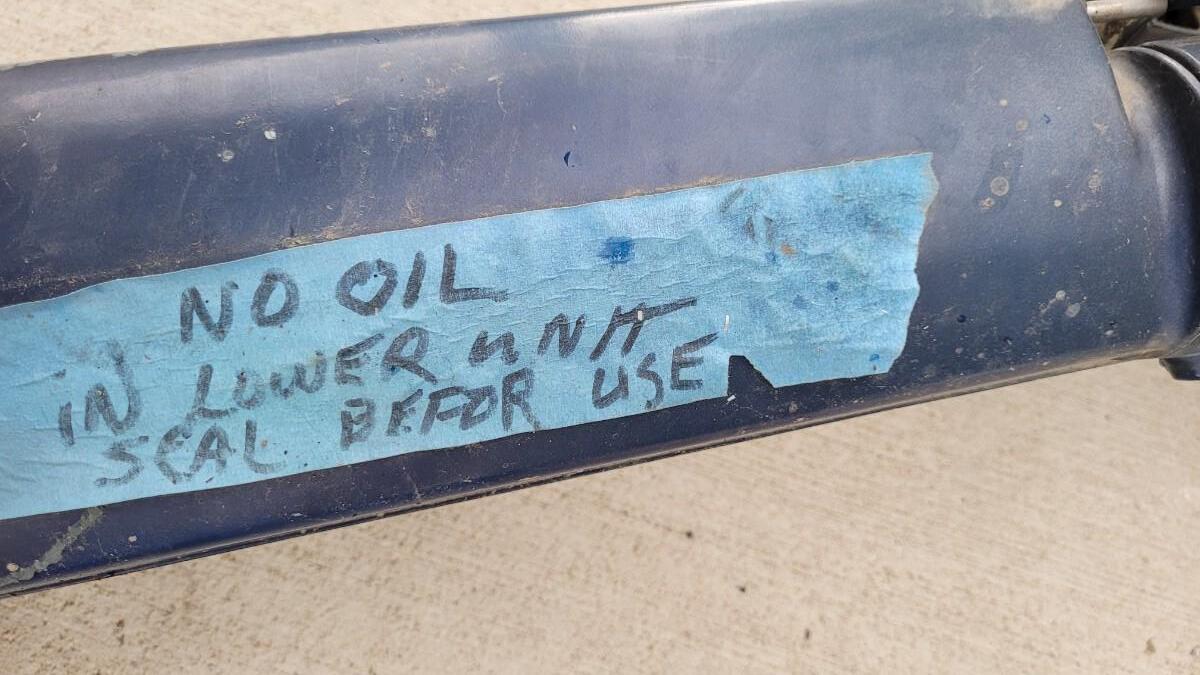 NO OIL
iN LOWER uNiT
SEAL BEFOR USE